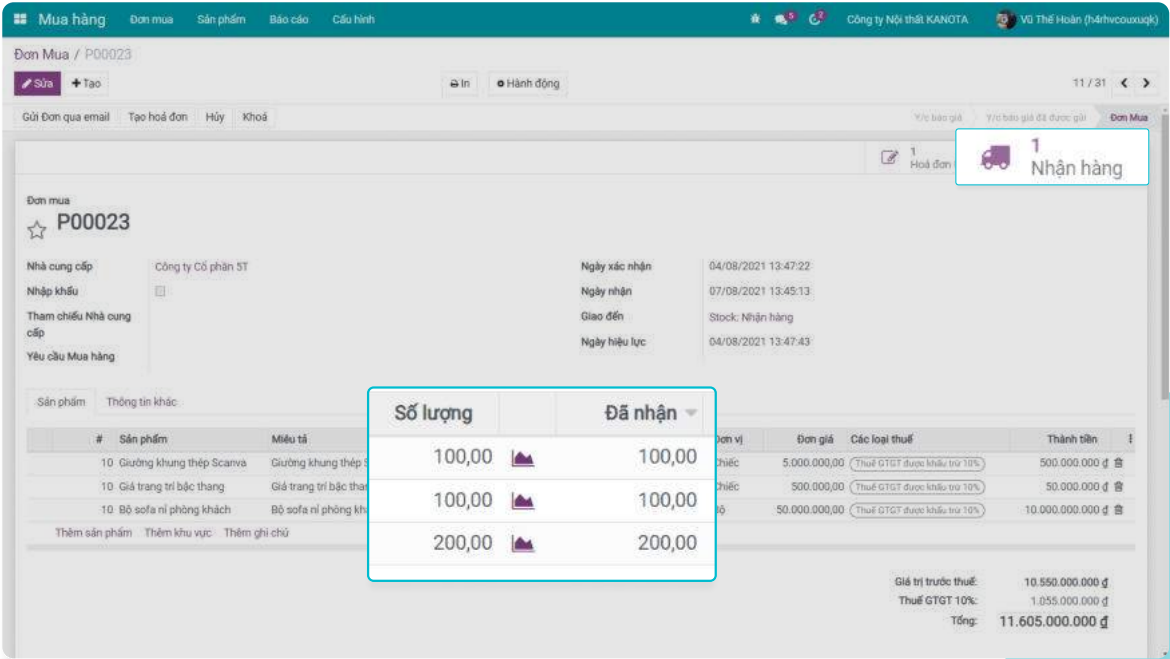 Mua hàng Đơn mua Sản phẩm Báo cáo Cấu hình 5 2 Công ty Nội thất KANOTA Vũ Thế Hoàn (h4rhvcouxuqk)
Đơn Mua / P00023
Sửa Tạo In Hành động 11 / 31
Gửi Đơn qua email Tạo hoá đơn Hủy Khoá Y/c báo giá Y/c báo giá đã được gửi Đơn Mua
1 Hoá đơn
1 Nhận hàng
Đơn mua
P00023
Nhà cung cấp Công ty Cổ phần 5T Ngày xác nhận 04/08/2021 13:47:22
Nhập khẩu Ngày nhận 07/08/2021 13:45:13
Tham chiếu Nhà cung cấp Giao đến Stock: Nhận hàng
Yêu cầu Mua hàng Ngày hiệu lực 04/08/2021 13:47:43
Sản phẩm Thông tin khác
# Sản phẩm Miêu tả Số lượng Đã nhận Đơn vị Đơn giá Các loại thuế Thành tiền
10 Giường khung thép Scanva Giường khung thép 100,00 100,00 Chiếc 5.000.000,00 Thuế GTGT được khấu trừ 10% 500.000.000 ₫
10 Giá trang trí bậc thang Giá trang trí bậc 100,00 100,00 Chiếc 500.000,00 Thuế GTGT được khấu trừ 10% 50.000.000 ₫
10 Bộ sofa nỉ phòng khách Bộ sofa nỉ phòng 200,00 200,00 50.000.000,00 Thuế GTGT được khấu trừ 10% 10.000.000.000 ₫
Thêm sản phẩm Thêm khu vực Thêm ghi chú
Giá trị trước thuế: 10.550.000.000 ₫
Thuế GTGT 10%: 1.055.000.000 ₫
Tổng: 11.605.000.000 ₫